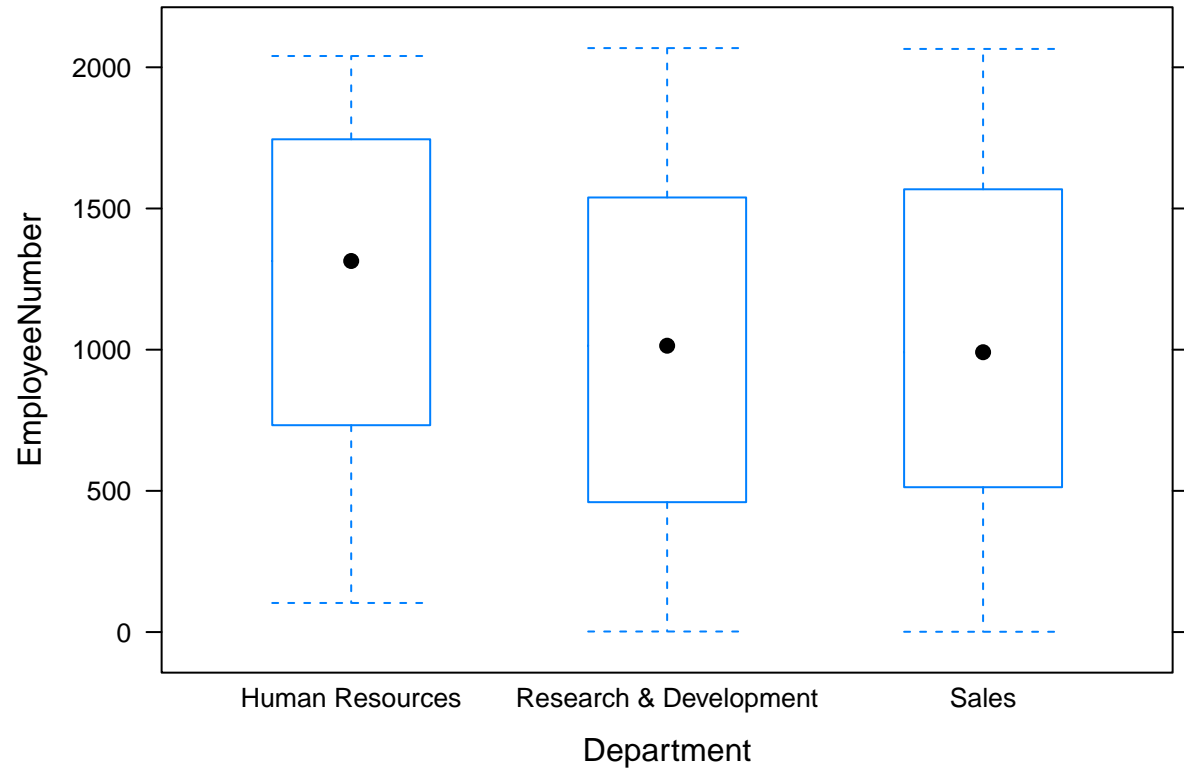 2000
1500
1000
500
0
EmployeeNumber
Human Resources Research & Development Sales
Department